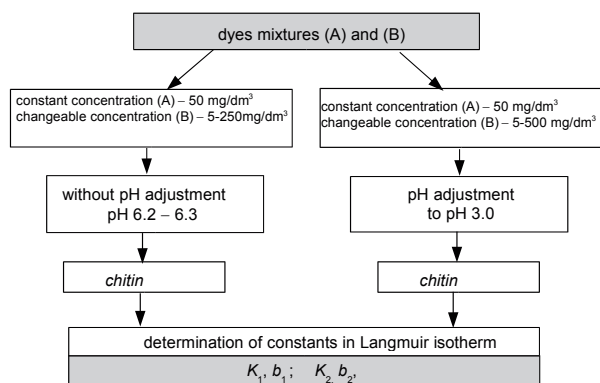 dyes mixtures (A) and (B)
constant concentration (A) – 50 mg/dm³
changeable concentration (B) – 5-250mg/dm³
constant concentration (A) – 50 mg/dm³
changeable concentration (B) – 5-500 mg/dm³
without pH adjustment
pH 6.2 – 6.3
pH adjustment
to pH 3.0
chitin
chitin
determination of constants in Langmuir isotherm
K₁, b₁ ; K₂, b₂,